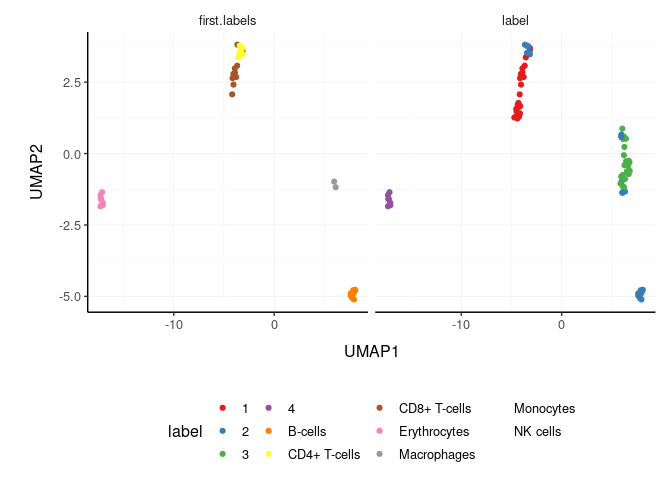 first.labels label
2.5
0.0
-2.5
-5.0
UMAP2
-10 0 -10 0
UMAP1
label
1 4 CD8+ T-cells Monocytes
2 B-cells Erythrocytes NK cells
3 CD4+ T-cells Macrophages